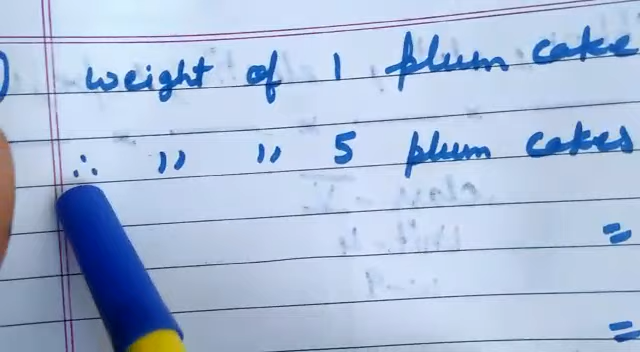 ) weight of 1 plum cake
∴ " " 5 plum cakes
=
=